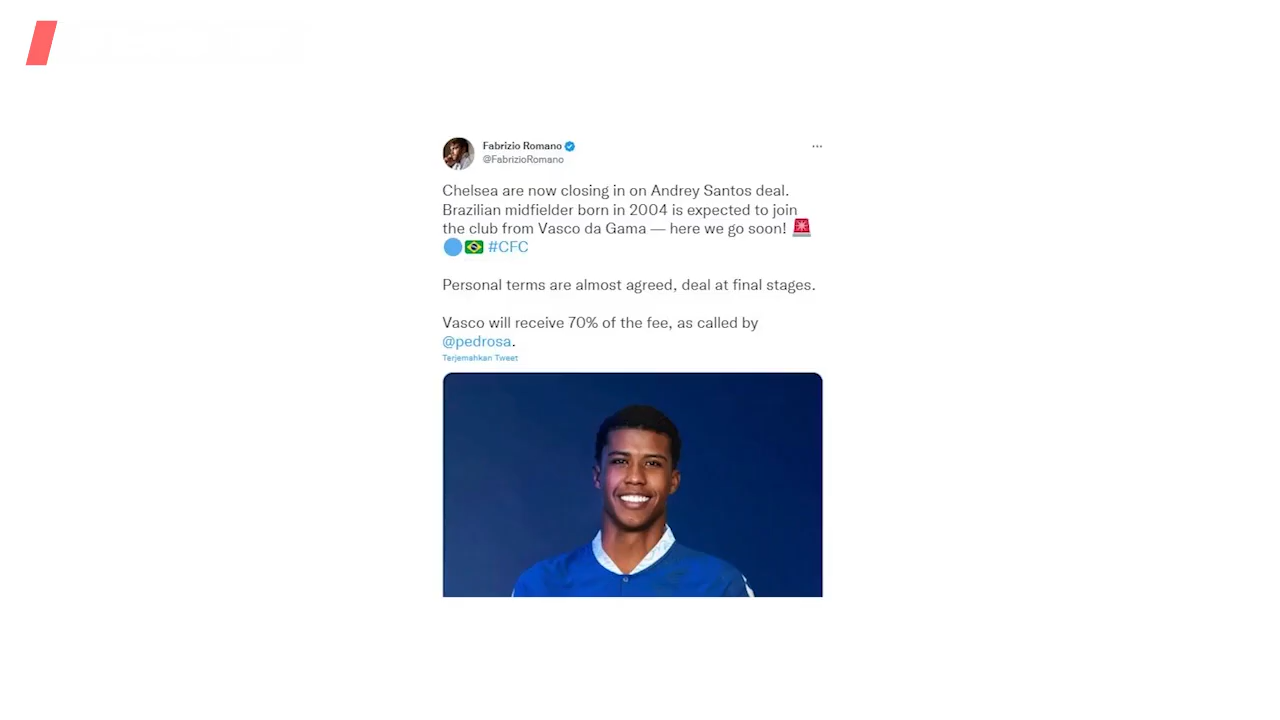 Fabrizio Romano
@FabrizioRomano
Chelsea are now closing in on Andrey Santos deal.
Brazilian midfielder born in 2004 is expected to join
the club from Vasco da Gama — here we go soon! 🚨
🔵🇧🇷 #CFC
Personal terms are almost agreed, deal at final stages.
Vasco will receive 70% of the fee, as called by
@pedrosa.
Terjemahkan Tweet